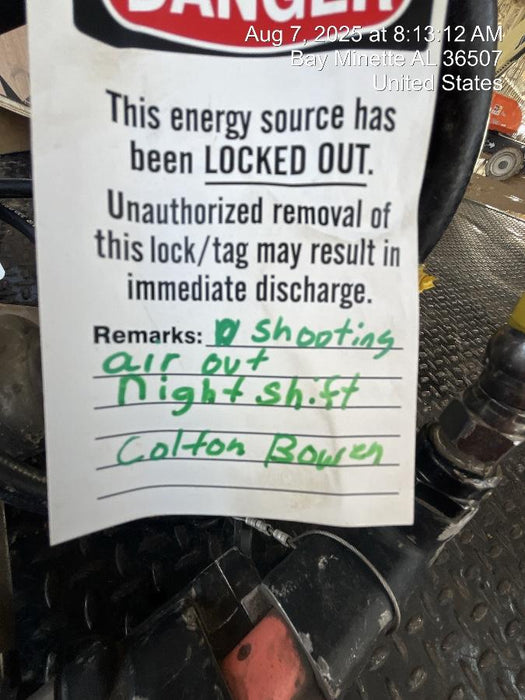 DANGER
Aug 7, 2025 at 8:13:12 AM
Bay Minette AL 36507
United States
This energy source has
been LOCKED OUT.
Unauthorized removal of
this lock/tag may result in
immediate discharge.
Remarks: shooting
air out
night shift
Colton Bowen